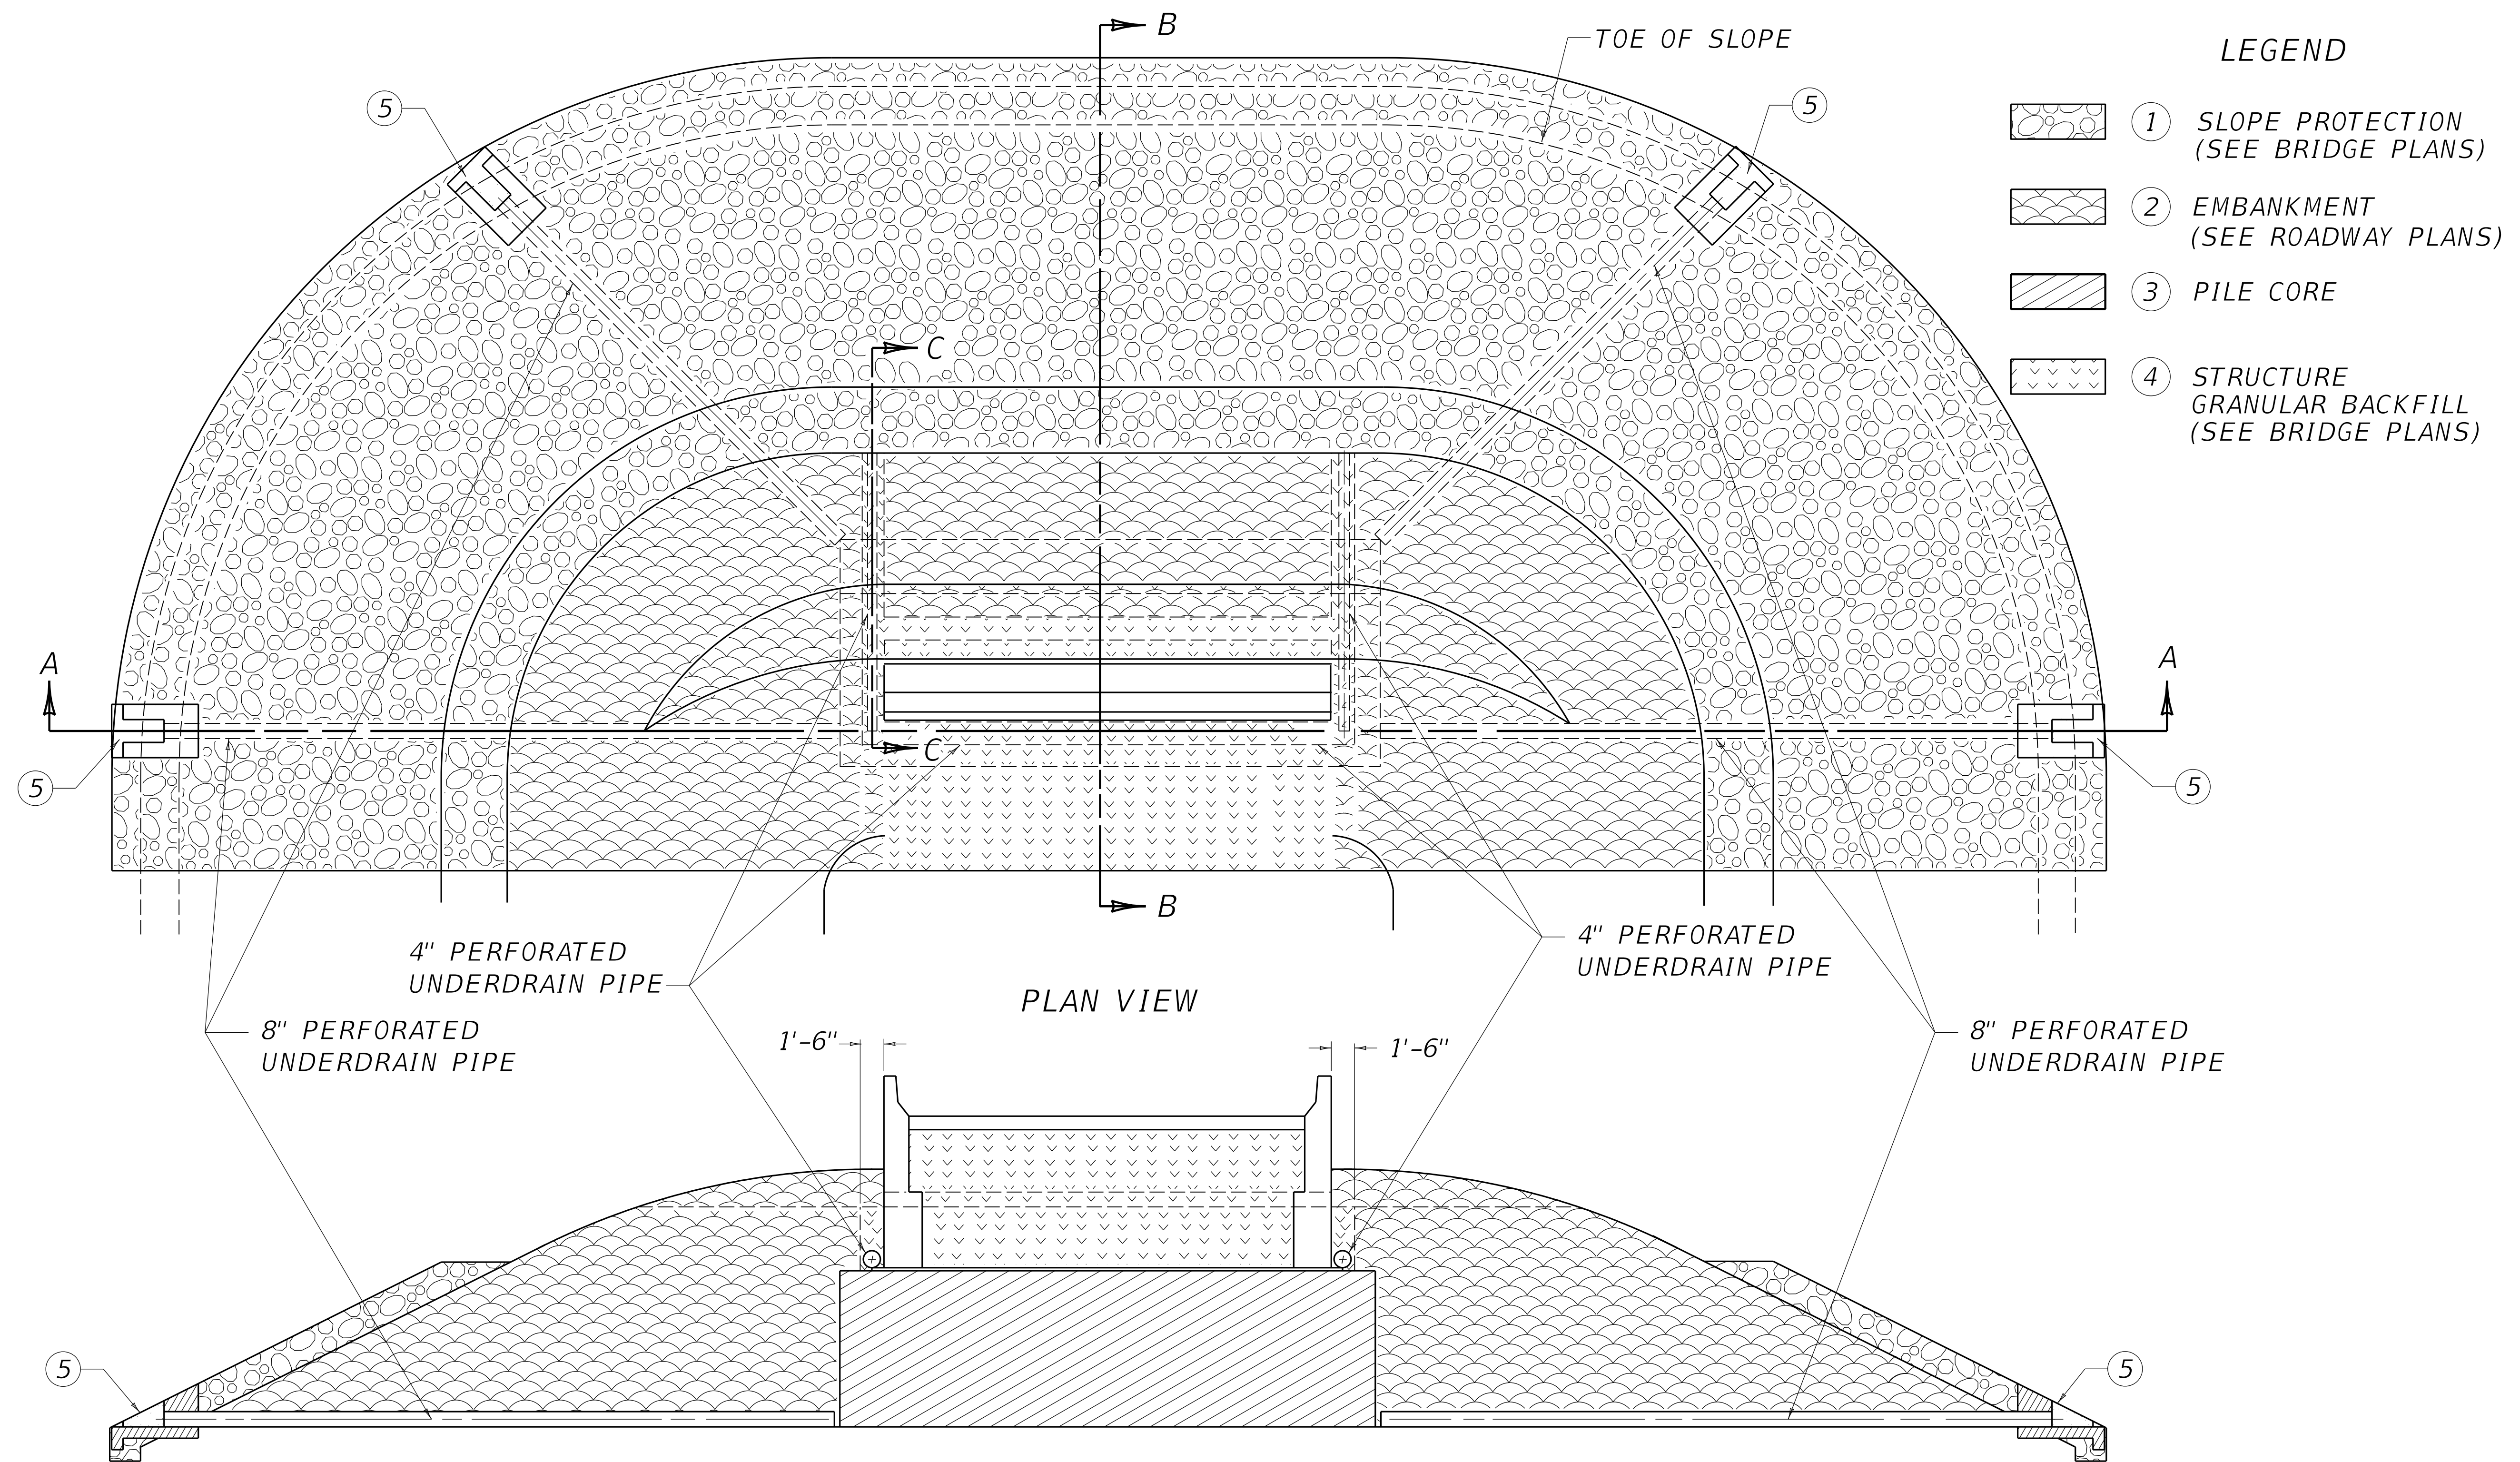 B
TOE OF SLOPE
LEGEND
5
5
1 SLOPE PROTECTION
(SEE BRIDGE PLANS)
2 EMBANKMENT
(SEE ROADWAY PLANS)
3 PILE CORE
4 STRUCTURE
GRANULAR BACKFILL
(SEE BRIDGE PLANS)
C
A
A
C
5
5
B
4" PERFORATED
UNDERDRAIN PIPE
4" PERFORATED
UNDERDRAIN PIPE
PLAN VIEW
8" PERFORATED
UNDERDRAIN PIPE
1'-6"
1'-6"
8" PERFORATED
UNDERDRAIN PIPE
5
5